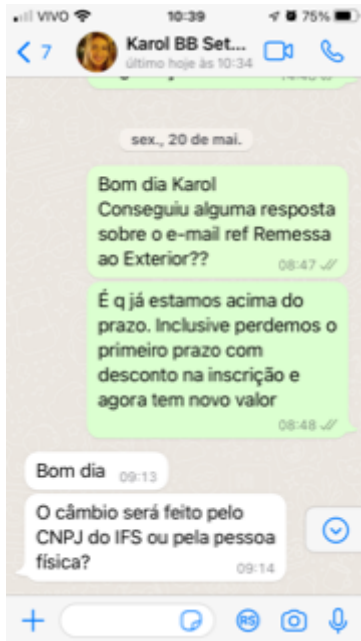 VIVO 10:39 75%
7 Karol BB Set...
último hoje às 10:34
sex., 20 de mai.
Bom dia Karol
Conseguiu alguma resposta
sobre o e-mail ref Remessa
ao Exterior??
08:47
É q já estamos acima do
prazo. Inclusive perdemos o
primeiro prazo com
desconto na inscrição e
agora tem novo valor
08:48
Bom dia 09:13
O câmbio será feito pelo
CNPJ do IFS ou pela pessoa
física?
09:14
R$